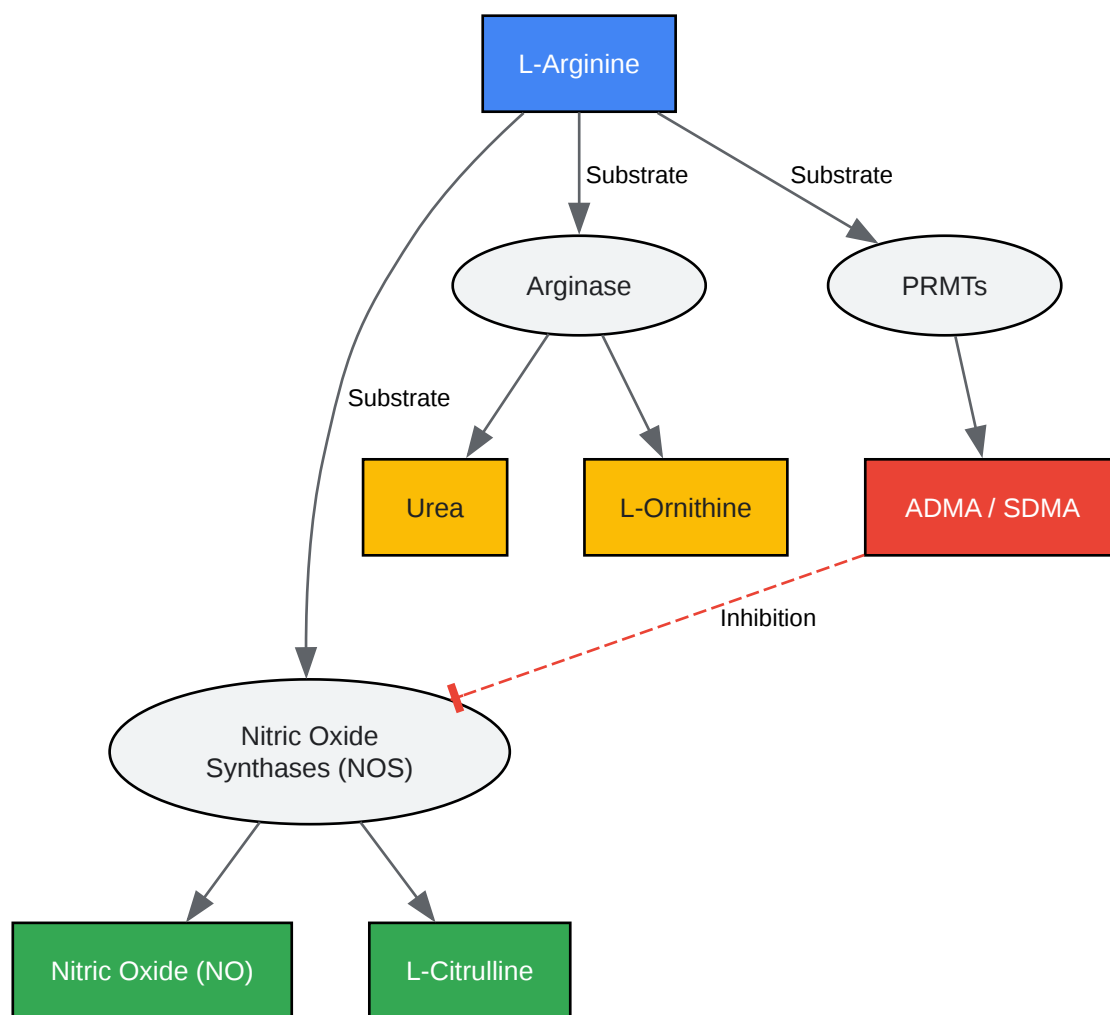 L-Arginine
Substrate
Substrate
Arginase
PRMTs
Substrate
Urea
L-Ornithine
ADMA / SDMA
Inhibition
Nitric Oxide
Synthases (NOS)
Nitric Oxide (NO)
L-Citrulline